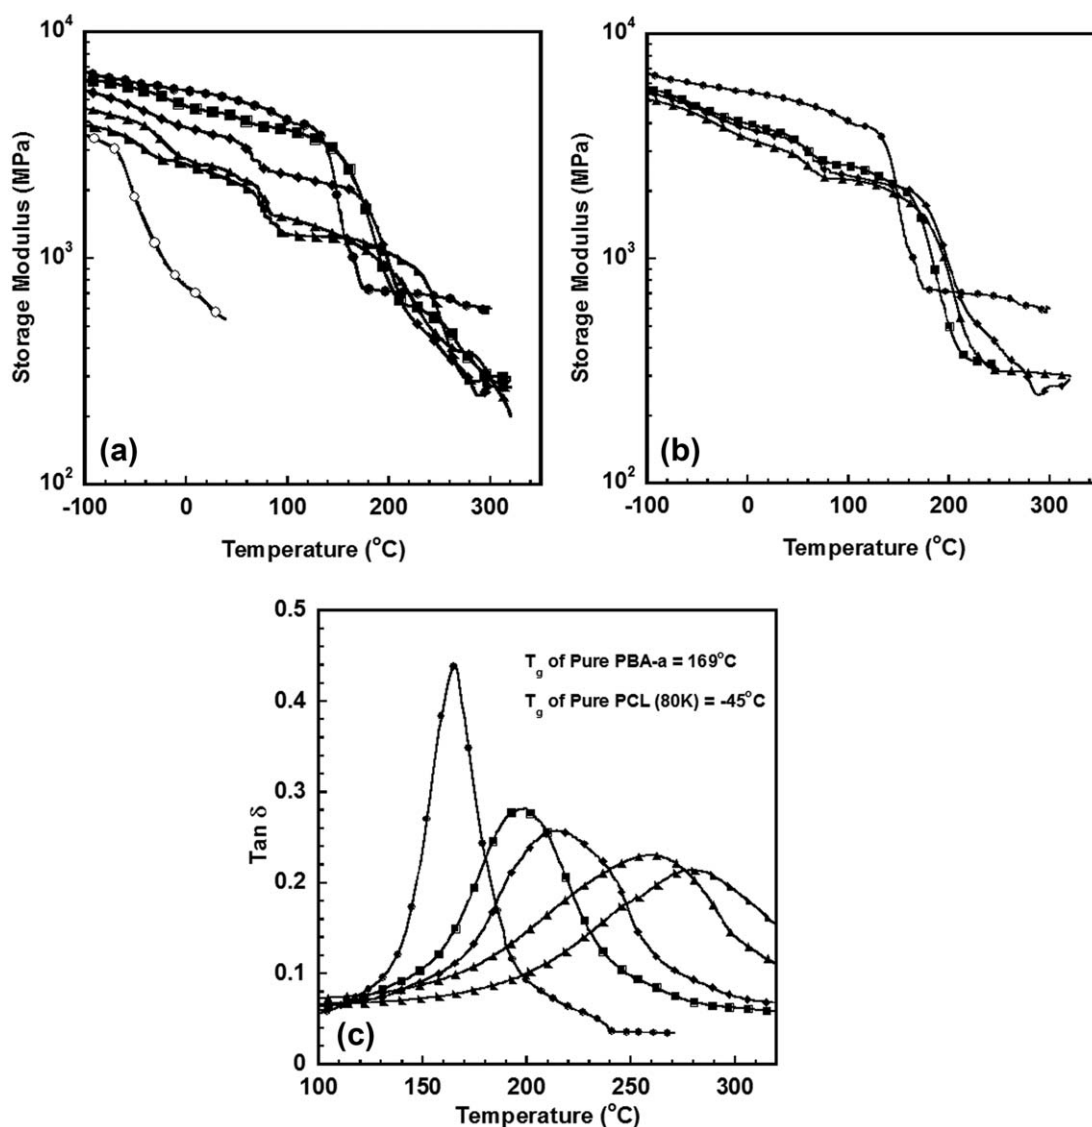 10⁴
10³
10²
Storage Modulus (MPa)
-100 0 100 200 300
Temperature (°C)
(a)
10⁴
10³
10²
Storage Modulus (MPa)
-100 0 100 200 300
Temperature (°C)
(b)
0.5
0.4
0.3
0.2
0.1
0
Tan δ
T_g of Pure PBA-a = 169°C
T_g of Pure PCL (80K) = -45°C
(c)
100 150 200 250 300
Temperature (°C)